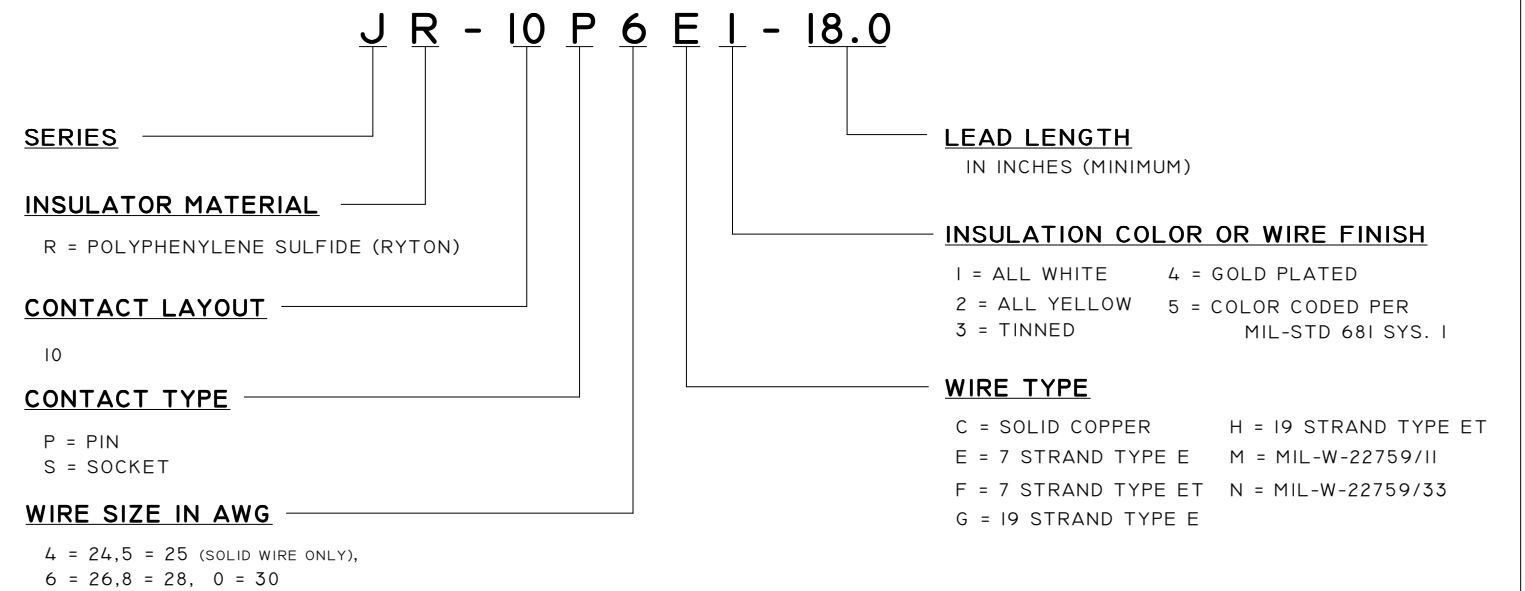 JR-10P6E1-18.0
SERIES
INSULATOR MATERIAL
R = POLYPHENYLENE SULFIDE (RYTON)
CONTACT LAYOUT
10
CONTACT TYPE
P = PIN
S = SOCKET
WIRE SIZE IN AWG
4 = 24,5 = 25 (SOLID WIRE ONLY),
6 = 26,8 = 28, 0 = 30
LEAD LENGTH
IN INCHES (MINIMUM)
INSULATION COLOR OR WIRE FINISH
1 = ALL WHITE
2 = ALL YELLOW
3 = TINNED
4 = GOLD PLATED
5 = COLOR CODED PER
MIL-STD 681 SYS. 1
WIRE TYPE
C = SOLID COPPER
E = 7 STRAND TYPE E
F = 7 STRAND TYPE ET
G = 19 STRAND TYPE E
H = 19 STRAND TYPE ET
M = MIL-W-22759/11
N = MIL-W-22759/33